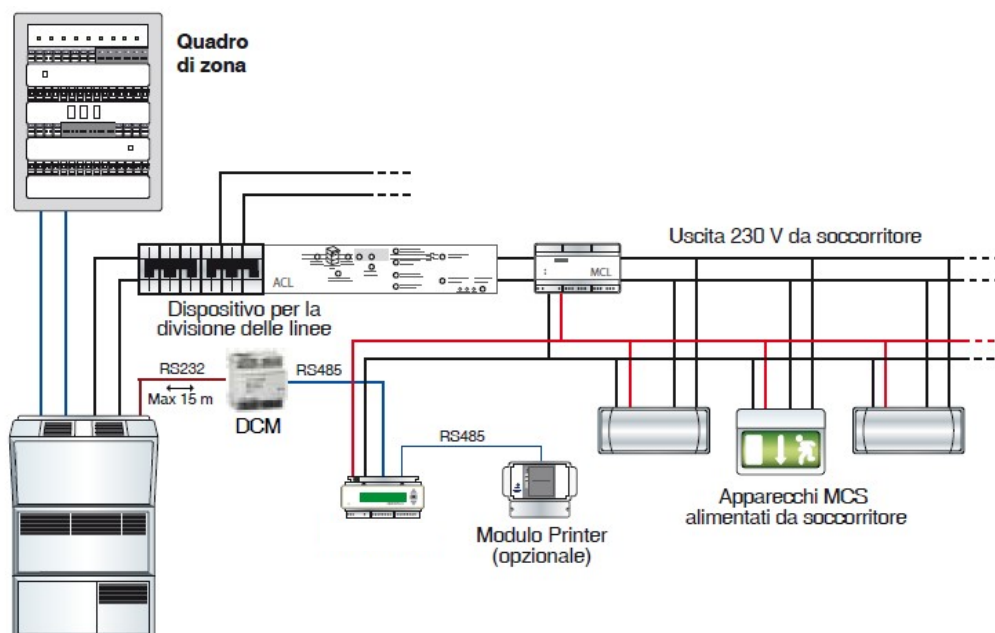 Quadro
di zona
Uscita 230 V da soccorritore
ACL
MCL
Dispositivo per la
divisione delle linee
RS232
Max 15 m
RS485
DCM
RS485
Modulo Printer
(opzionale)
Apparecchi MCS
alimentati da soccorritore